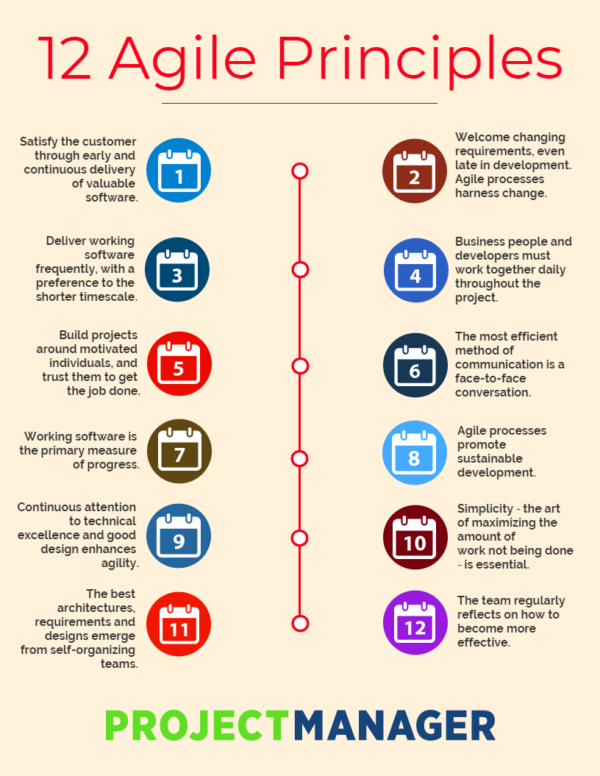 12 Agile Principles
Satisfy the customer
through early and
continuous delivery
of valuable
software.
1
2
Welcome changing
requirements, even
late in development.
Agile processes
harness change.
Deliver working
software
frequently, with a
preference to the
shorter timescale.
3
4
Business people and
developers must
work together daily
throughout the
project.
Build projects
around motivated
individuals, and
trust them to get
the job done.
5
6
The most efficient
method of
communication is a
face-to-face
conversation.
Working software is
the primary measure
of progress.
7
8
Agile processes
promote
sustainable
development.
Continuous attention
to technical
excellence and good
design enhances
agility.
9
10
Simplicity - the art
of maximizing the
amount of
work not being done
- is essential.
The best
architectures,
requirements and
designs emerge
from self-organizing
teams.
11
12
The team regularly
reflects on how to
become more
effective.
PROJECTMANAGER